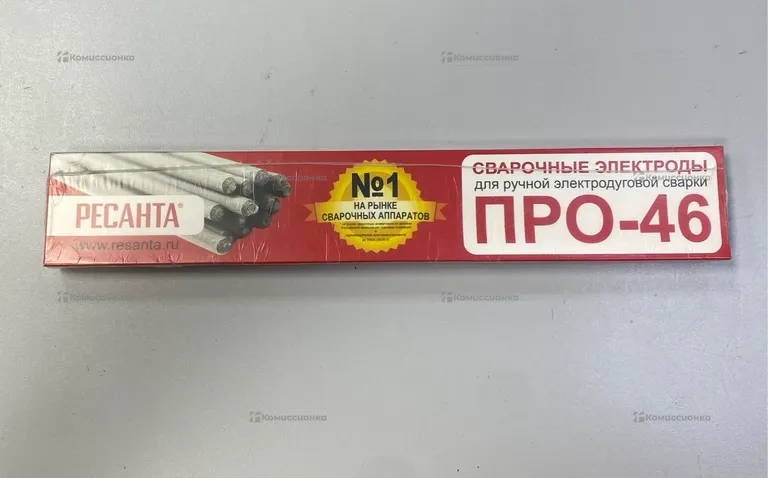 Комиссионка
Комиссионка
РЕСАНТА®
www.resanta.ru
№1
НА РЫНКЕ
СВАРОЧНЫХ АППАРАТОВ
СВАРОЧНЫЕ ЭЛЕКТРОДЫ
для ручной электродуговой сварки
ПРО-46
Комиссионка
Комиссионка
Комиссионка
Комиссионка
Комиссионка